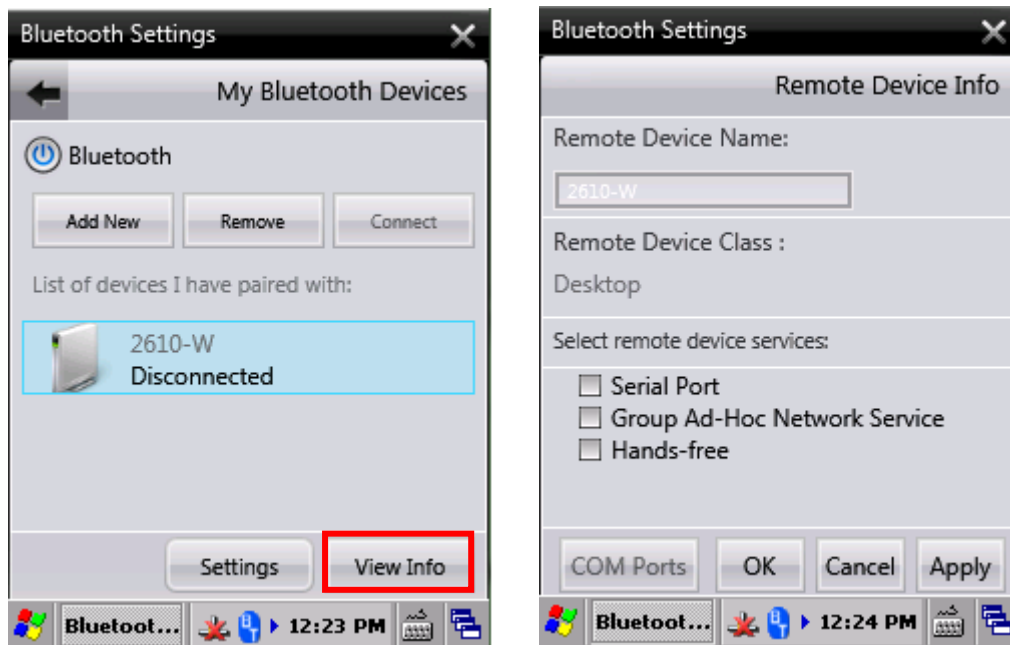 Bluetooth Settings
My Bluetooth Devices
Bluetooth
Add New Remove Connect
List of devices I have paired with:
2610-W
Disconnected
Settings View Info
Bluetoot... 12:23 PM
Bluetooth Settings
Remote Device Info
Remote Device Name:
2610-W
Remote Device Class :
Desktop
Select remote device services:
Serial Port
Group Ad-Hoc Network Service
Hands-free
COM Ports OK Cancel Apply
Bluetoot... 12:24 PM